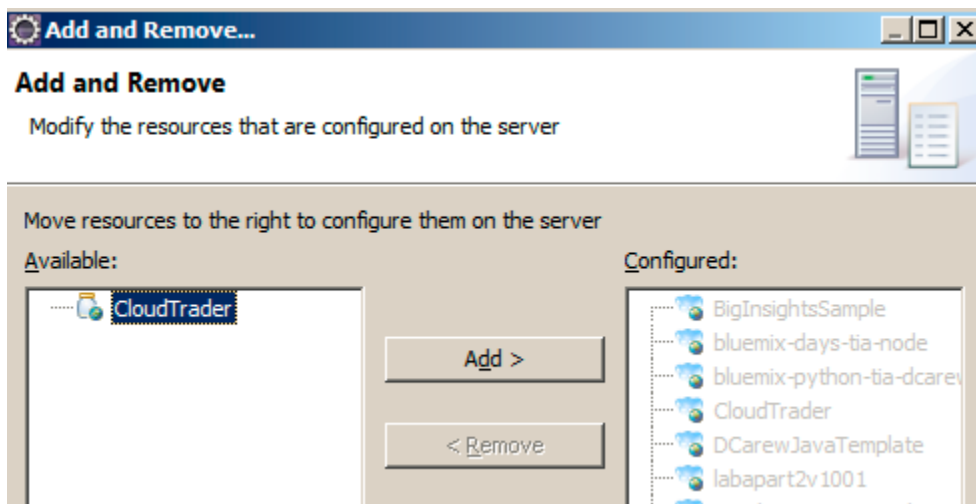 Add and Remove...
Add and Remove
Modify the resources that are configured on the server
Move resources to the right to configure them on the server
Available:
Configured:
CloudTrader
Add >
< Remove
BigInsightsSample
bluemix-days-tia-node
bluemix-python-tia-dcarew
CloudTrader
DCarewJavaTemplate
labapart2v1001